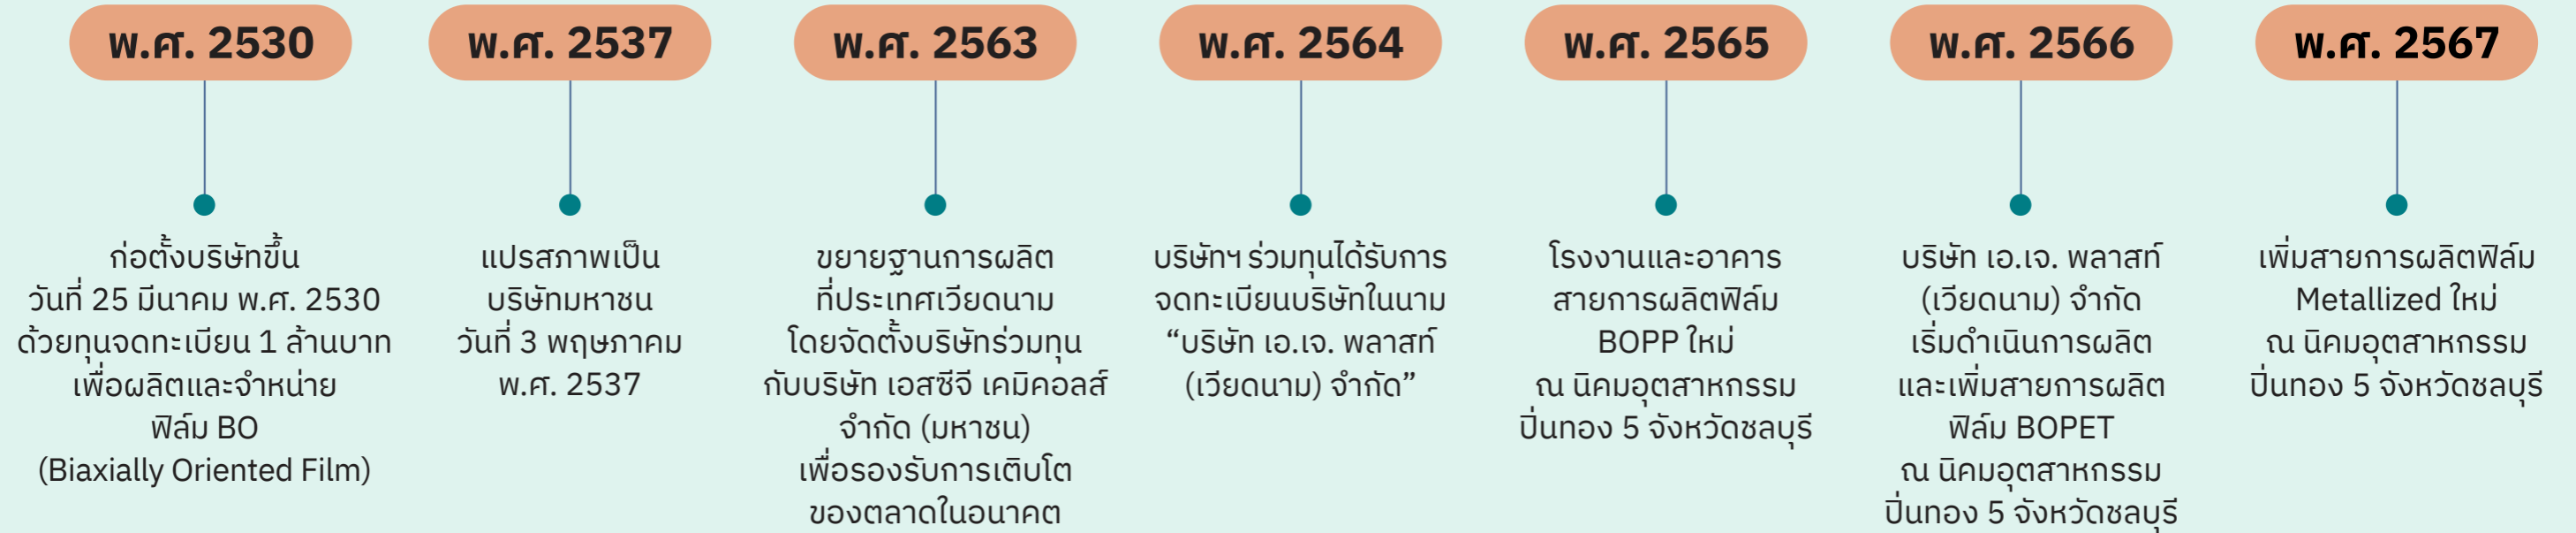 พ.ศ. 2530
ก่อตั้งบริษัทขึ้น
วันที่ 25 มีนาคม พ.ศ. 2530
ด้วยทุนจดทะเบียน 1 ล้านบาท
เพื่อผลิตและจำหน่าย
ฟิล์ม BO
(Biaxially Oriented Film)
พ.ศ. 2537
แปรสภาพเป็น
บริษัทมหาชน
วันที่ 3 พฤษภาคม
พ.ศ. 2537
พ.ศ. 2563
ขยายฐานการผลิต
ที่ประเทศเวียดนาม
โดยจัดตั้งบริษัทร่วมทุน
กับบริษัท เอสซีจี เคมิคอลส์
จำกัด (มหาชน)
เพื่อรองรับการเติบโต
ของตลาดในอนาคต
พ.ศ. 2564
บริษัทฯ ร่วมทุนได้รับการ
จดทะเบียนบริษัทในนาม
“บริษัท เอ.เจ. พลาสท์
(เวียดนาม) จำกัด”
พ.ศ. 2565
โรงงานและอาคาร
สายการผลิตฟิล์ม
BOPP ใหม่
ณ นิคมอุตสาหกรรม
ปิ่นทอง 5 จังหวัดชลบุรี
พ.ศ. 2566
บริษัท เอ.เจ. พลาสท์
(เวียดนาม) จำกัด
เริ่มดำเนินการผลิต
และเพิ่มสายการผลิต
ฟิล์ม BOPET
ณ นิคมอุตสาหกรรม
ปิ่นทอง 5 จังหวัดชลบุรี
พ.ศ. 2567
เพิ่มสายการผลิตฟิล์ม
Metallized ใหม่
ณ นิคมอุตสาหกรรม
ปิ่นทอง 5 จังหวัดชลบุรี